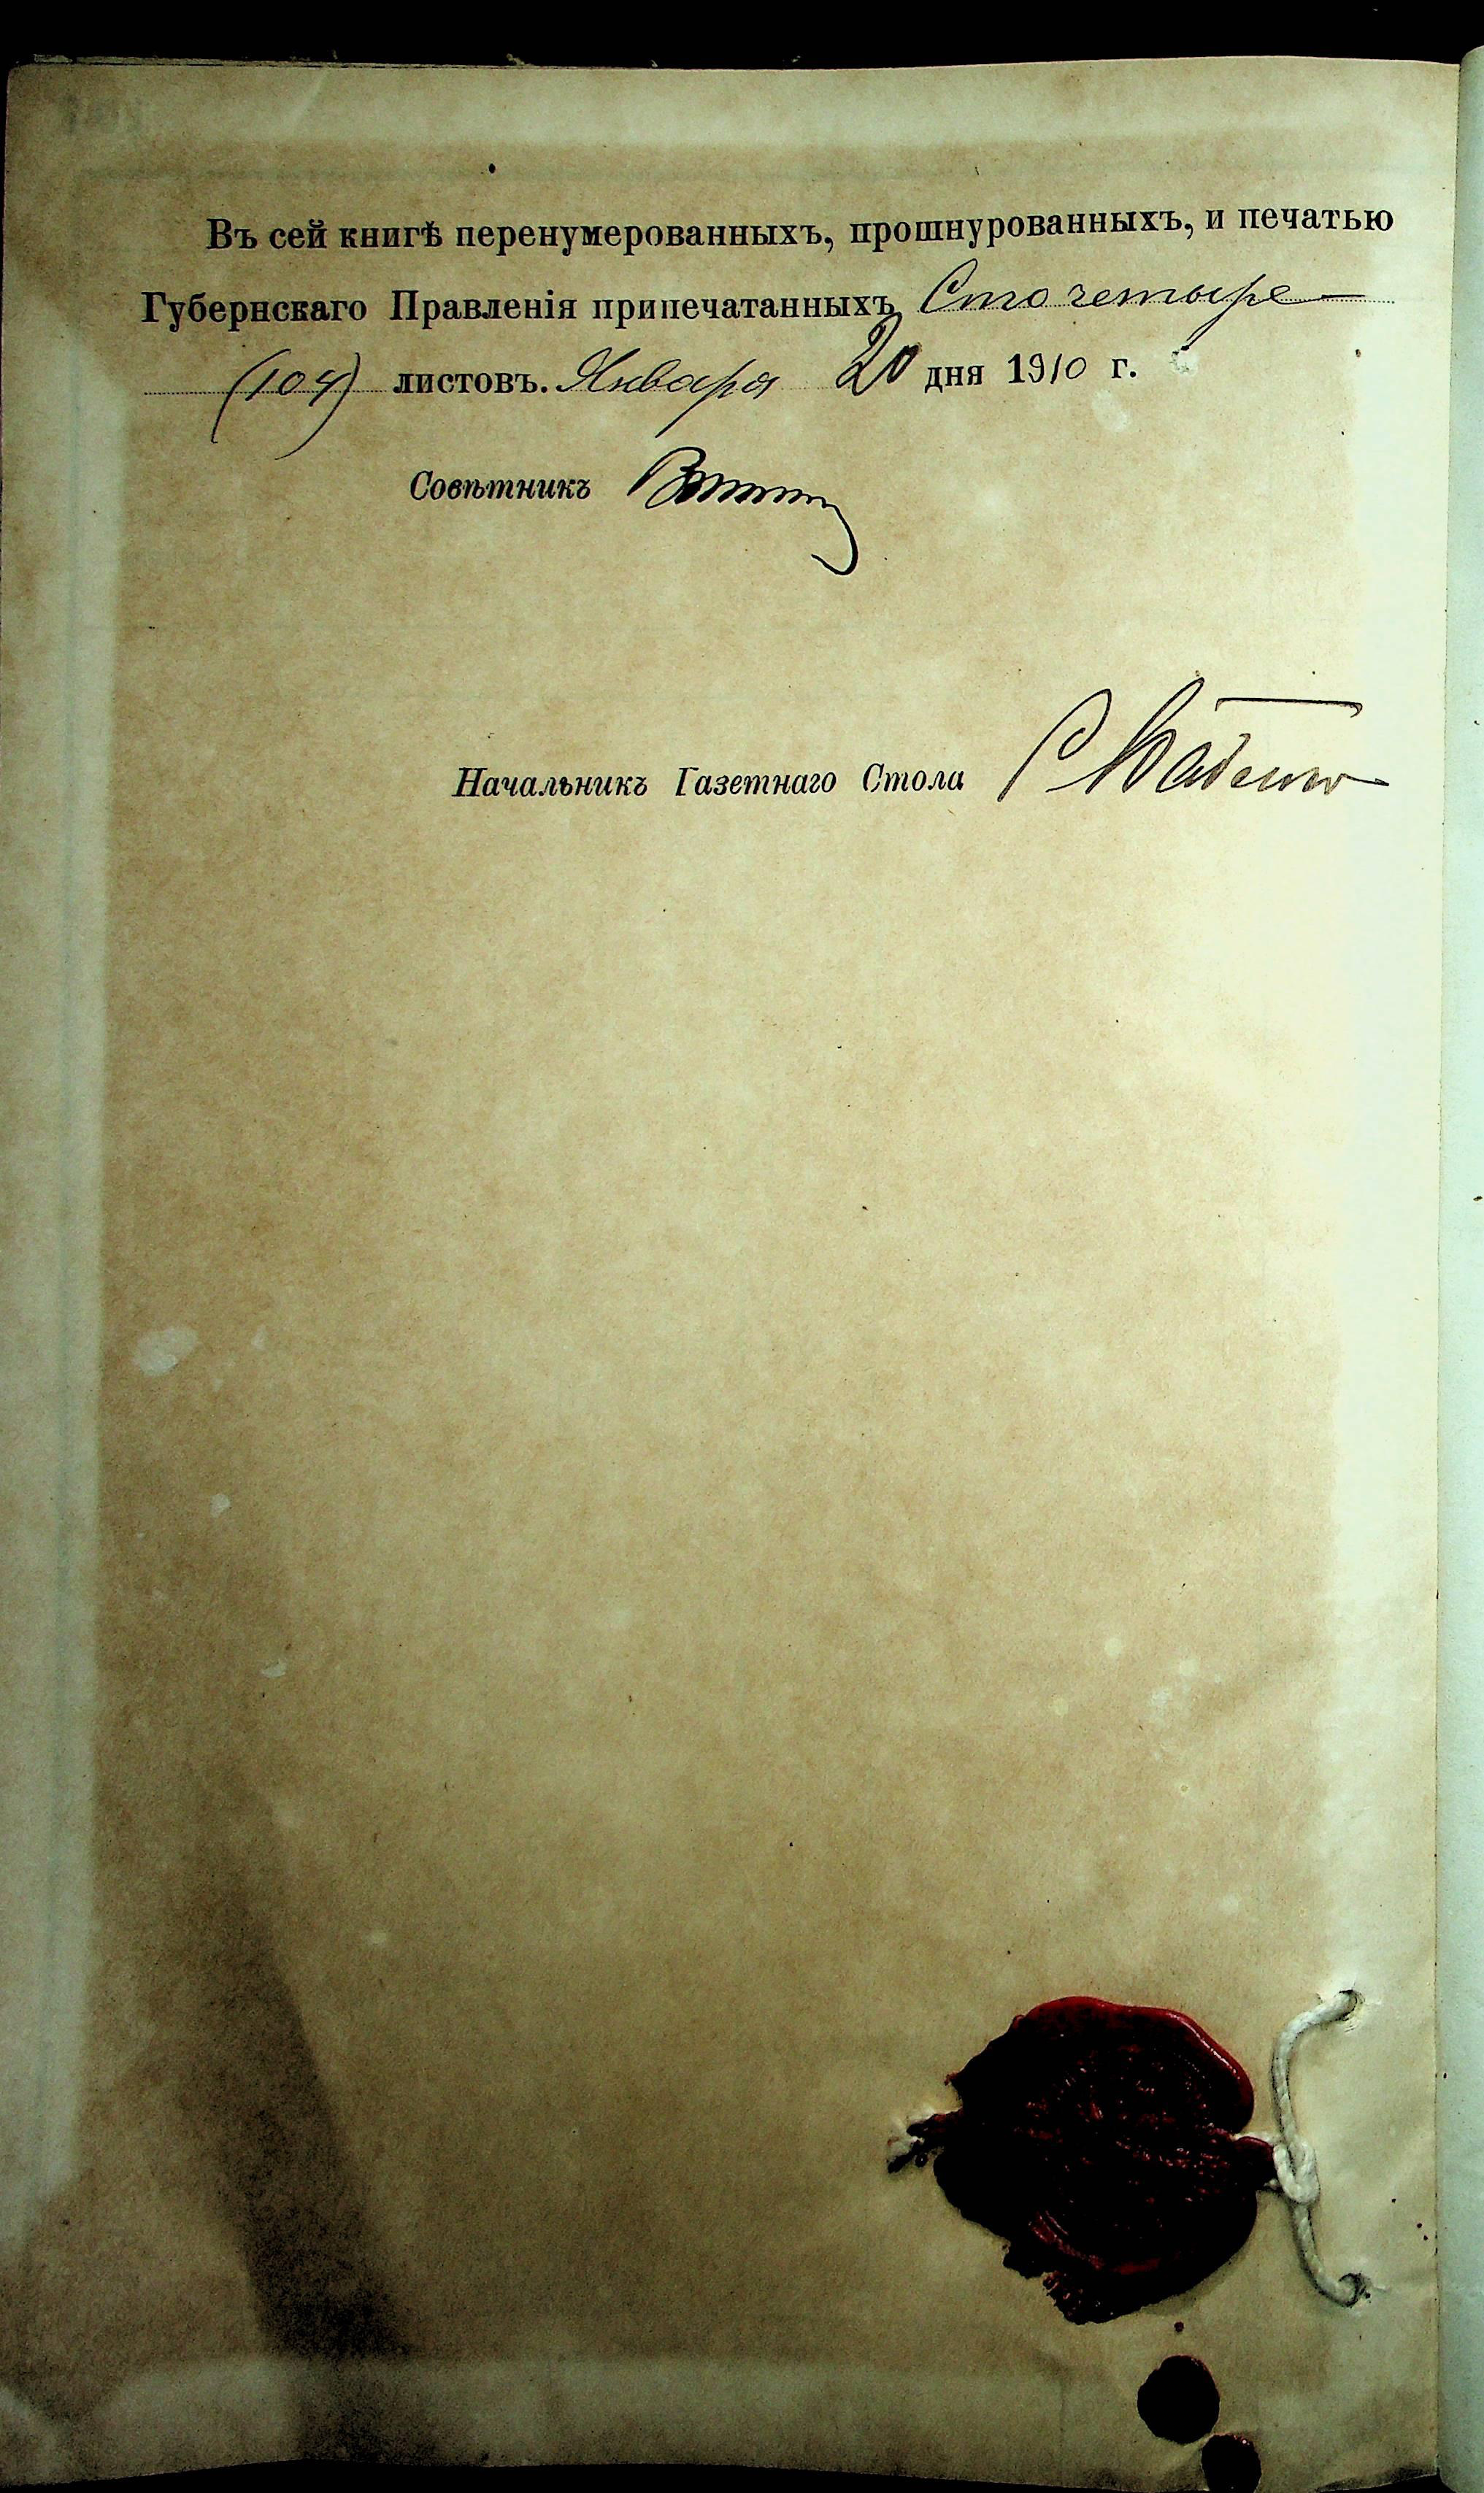 Въ сей книгѣ перенумерованныхъ, прошнурованныхъ, и печатью
Губернскаго Правленія припечатанныхъ Сто четыре —
(104) листовъ. Января 20 дня 1910 г.
Совѣтникъ
Начальникъ Газетнаго Стола